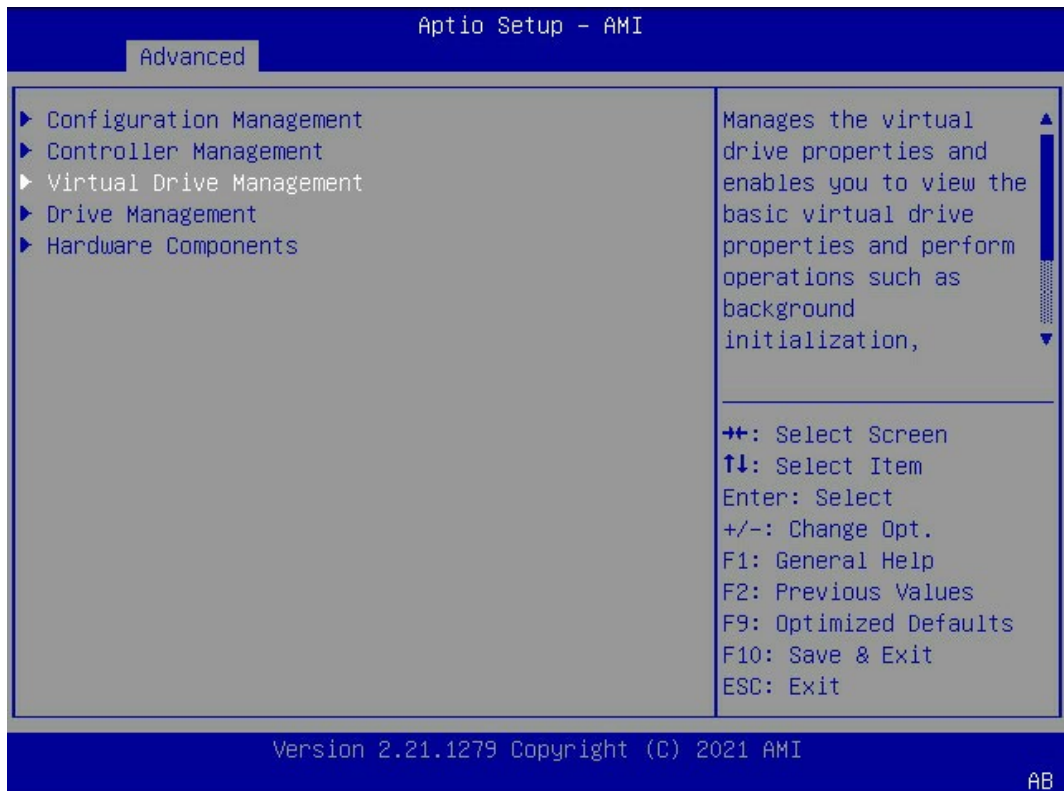 Aptio Setup – AMI
Advanced
Configuration Management
Controller Management
Virtual Drive Management
Drive Management
Hardware Components
Manages the virtual
drive properties and
enables you to view the
basic virtual drive
properties and perform
operations such as
background
initialization,
→←: Select Screen
↑↓: Select Item
Enter: Select
+/-: Change Opt.
F1: General Help
F2: Previous Values
F9: Optimized Defaults
F10: Save & Exit
ESC: Exit
Version 2.21.1279 Copyright (C) 2021 AMI
AB